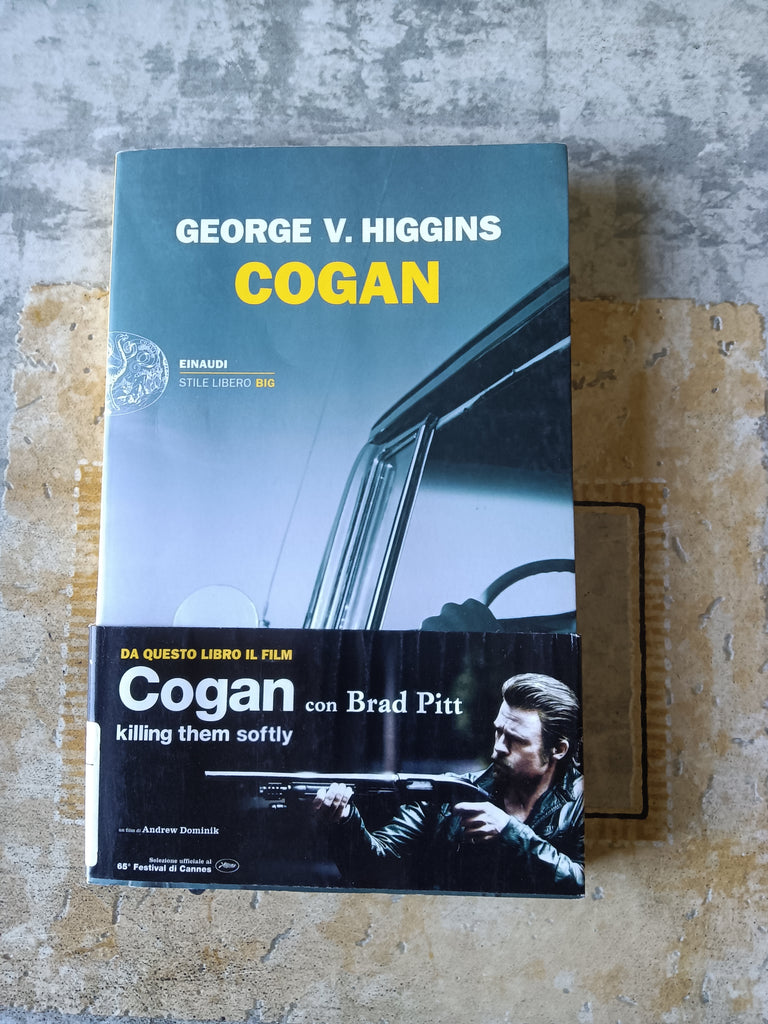 GEORGE V. HIGGINS
COGAN
EINAUDI
STILE LIBERO BIG
DA QUESTO LIBRO IL FILM
Cogan con Brad Pitt
killing them softly
un film di Andrew Dominik
Selezione ufficiale al
65° Festival di Cannes